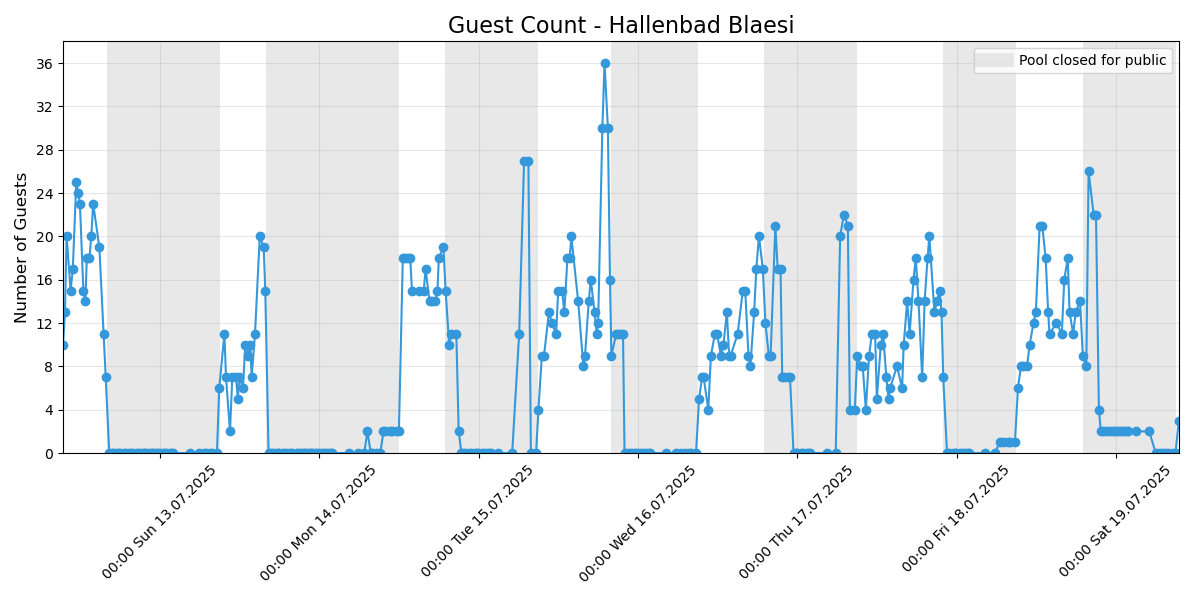 Guest Count - Hallenbad Blaesi
Pool closed for public
Number of Guests
36
32
28
24
20
16
12
8
4
0
00:00 Sun 13.07.2025
00:00 Mon 14.07.2025
00:00 Tue 15.07.2025
00:00 Wed 16.07.2025
00:00 Thu 17.07.2025
00:00 Fri 18.07.2025
00:00 Sat 19.07.2025